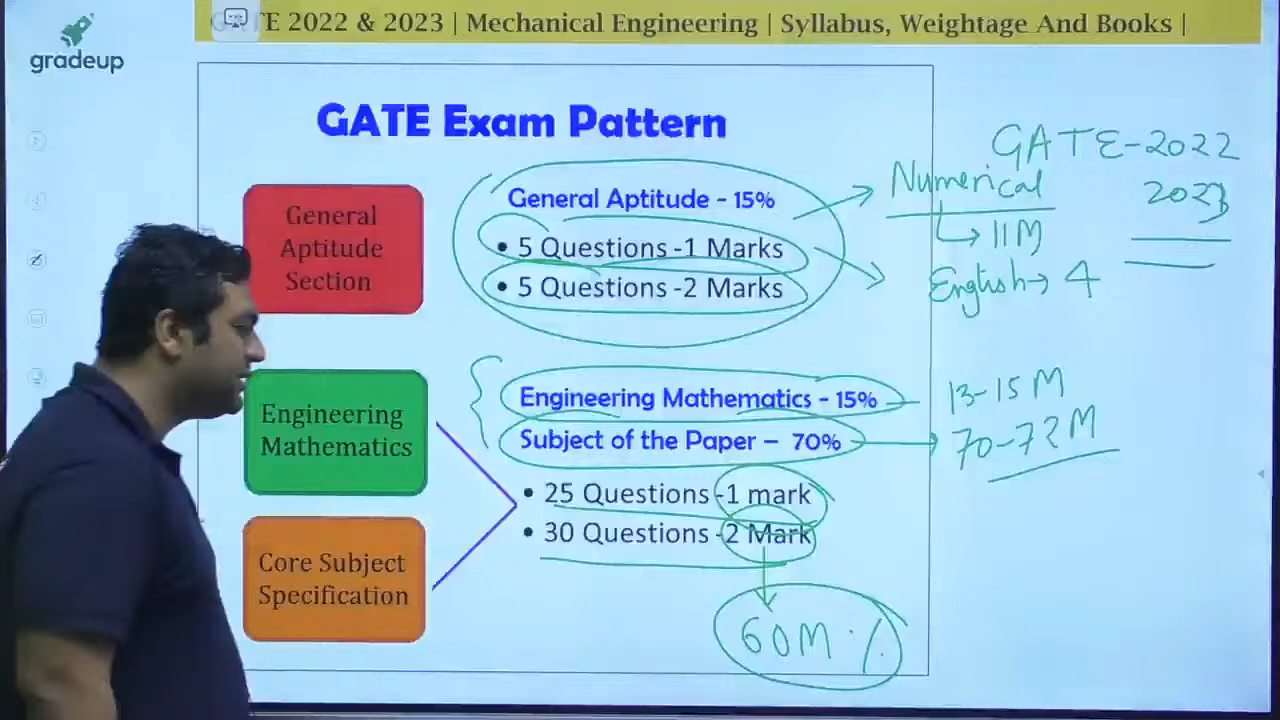 GATE 2022 & 2023 | Mechanical Engineering | Syllabus, Weightage And Books |
gradeup
GATE Exam Pattern
General
Aptitude
Section
General Aptitude - 15%
• 5 Questions -1 Marks
• 5 Questions -2 Marks
Numerical
11M
English → 4
GATE-2022
2023
Engineering
Mathematics
Engineering Mathematics - 15%
13-15 M
Subject of the Paper – 70%
70-72 M
• 25 Questions -1 mark
• 30 Questions -2 Mark
Core Subject
Specification
60M